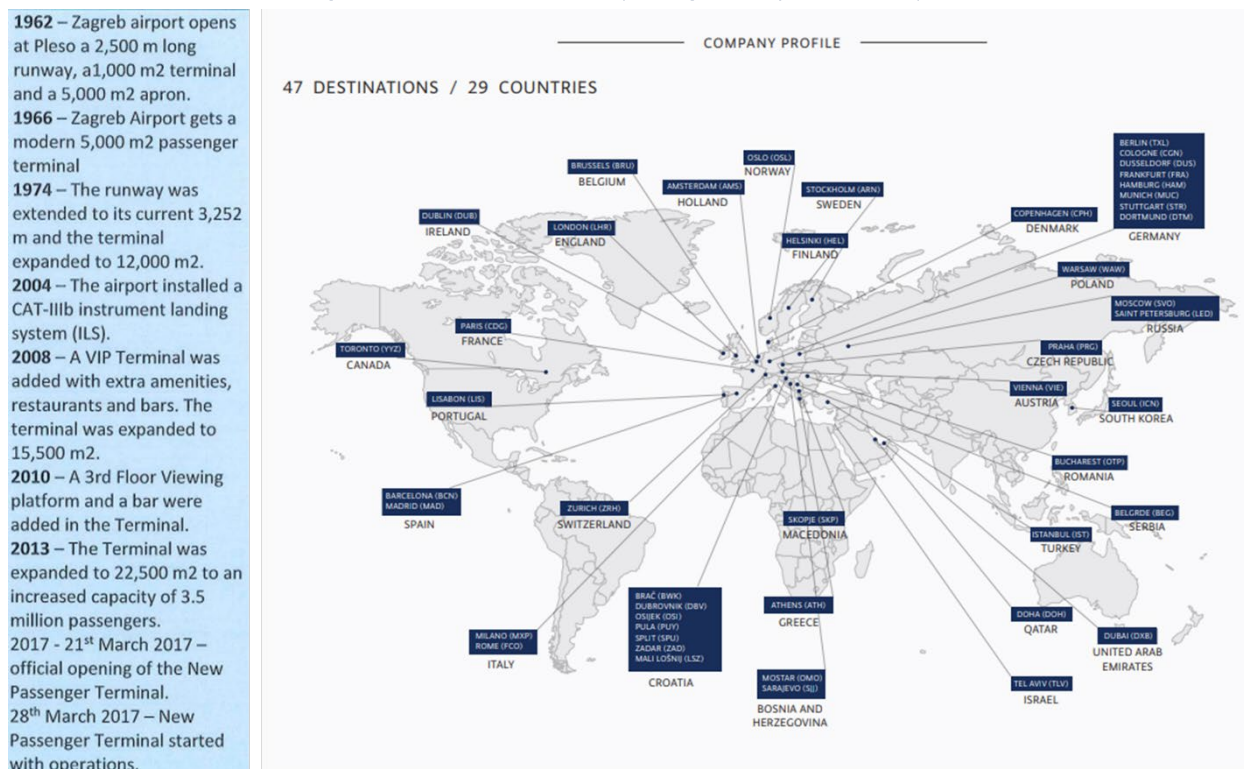 1962 – Zagreb airport opens
at Pleso a 2,500 m long
runway, a1,000 m2 terminal
and a 5,000 m2 apron.
1966 – Zagreb Airport gets a
modern 5,000 m2 passenger
terminal
1974 – The runway was
extended to its current 3,252
m and the terminal
expanded to 12,000 m2.
2004 – The airport installed a
CAT-IIIb instrument landing
system (ILS).
2008 – A VIP Terminal was
added with extra amenities,
restaurants and bars. The
terminal was expanded to
15,500 m2.
2010 – A 3rd Floor Viewing
platform and a bar were
added in the Terminal.
2013 – The Terminal was
expanded to 22,500 m2 to an
increased capacity of 3.5
million passengers.
2017 - 21st March 2017 –
official opening of the New
Passenger Terminal.
28th March 2017 – New
Passenger Terminal started
with operations.
COMPANY PROFILE
47 DESTINATIONS / 29 COUNTRIES
BRUSSELS (BRU)
BELGIUM
AMSTERDAM (AMS)
HOLLAND
OSLO (OSL)
NORWAY
STOCKHOLM (ARN)
SWEDEN
BERLIN (TXL)
COLOGNE (CGN)
DUSSELDORF (DUS)
FRANKFURT (FRA)
HAMBURG (HAM)
MUNICH (MUC)
STUTTGART (STR)
DORTMUND (DTM)
GERMANY
DUBLIN (DUB)
IRELAND
LONDON (LHR)
ENGLAND
HELSINKI (HEL)
FINLAND
COPENHAGEN (CPH)
DENMARK
WARSAW (WAW)
POLAND
MOSCOW (SVO)
SAINT PETERSBURG (LED)
RUSSIA
PARIS (CDG)
FRANCE
TORONTO (YYZ)
CANADA
PRAHA (PRG)
CZECH REPUBLIC
VIENNA (VIE)
AUSTRIA
LISABON (LIS)
PORTUGAL
SEOUL (ICN)
SOUTH KOREA
BUCHAREST (OTP)
ROMANIA
BARCELONA (BCN)
MADRID (MAD)
SPAIN
ZURICH (ZRH)
SWITZERLAND
SKOPJE (SKP)
MACEDONIA
BELGRDE (BEG)
SERBIA
ISTANBUL (IST)
TURKEY
BRAČ (BWK)
DUBROVNIK (DBV)
OSIJEK (OSI)
PULA (PUY)
SPLIT (SPU)
ZADAR (ZAD)
MALI LOŠNIJ (LSZ)
CROATIA
ATHENS (ATH)
GREECE
DOHA (DOH)
QATAR
MILANO (MXP)
ROME (FCO)
ITALY
DUBAI (DXB)
UNITED ARAB
EMIRATES
MOSTAR (OMO)
SARAJEVO (SJJ)
BOSNIA AND
HERZEGOVINA
TEL AVIV (TLV)
ISRAEL